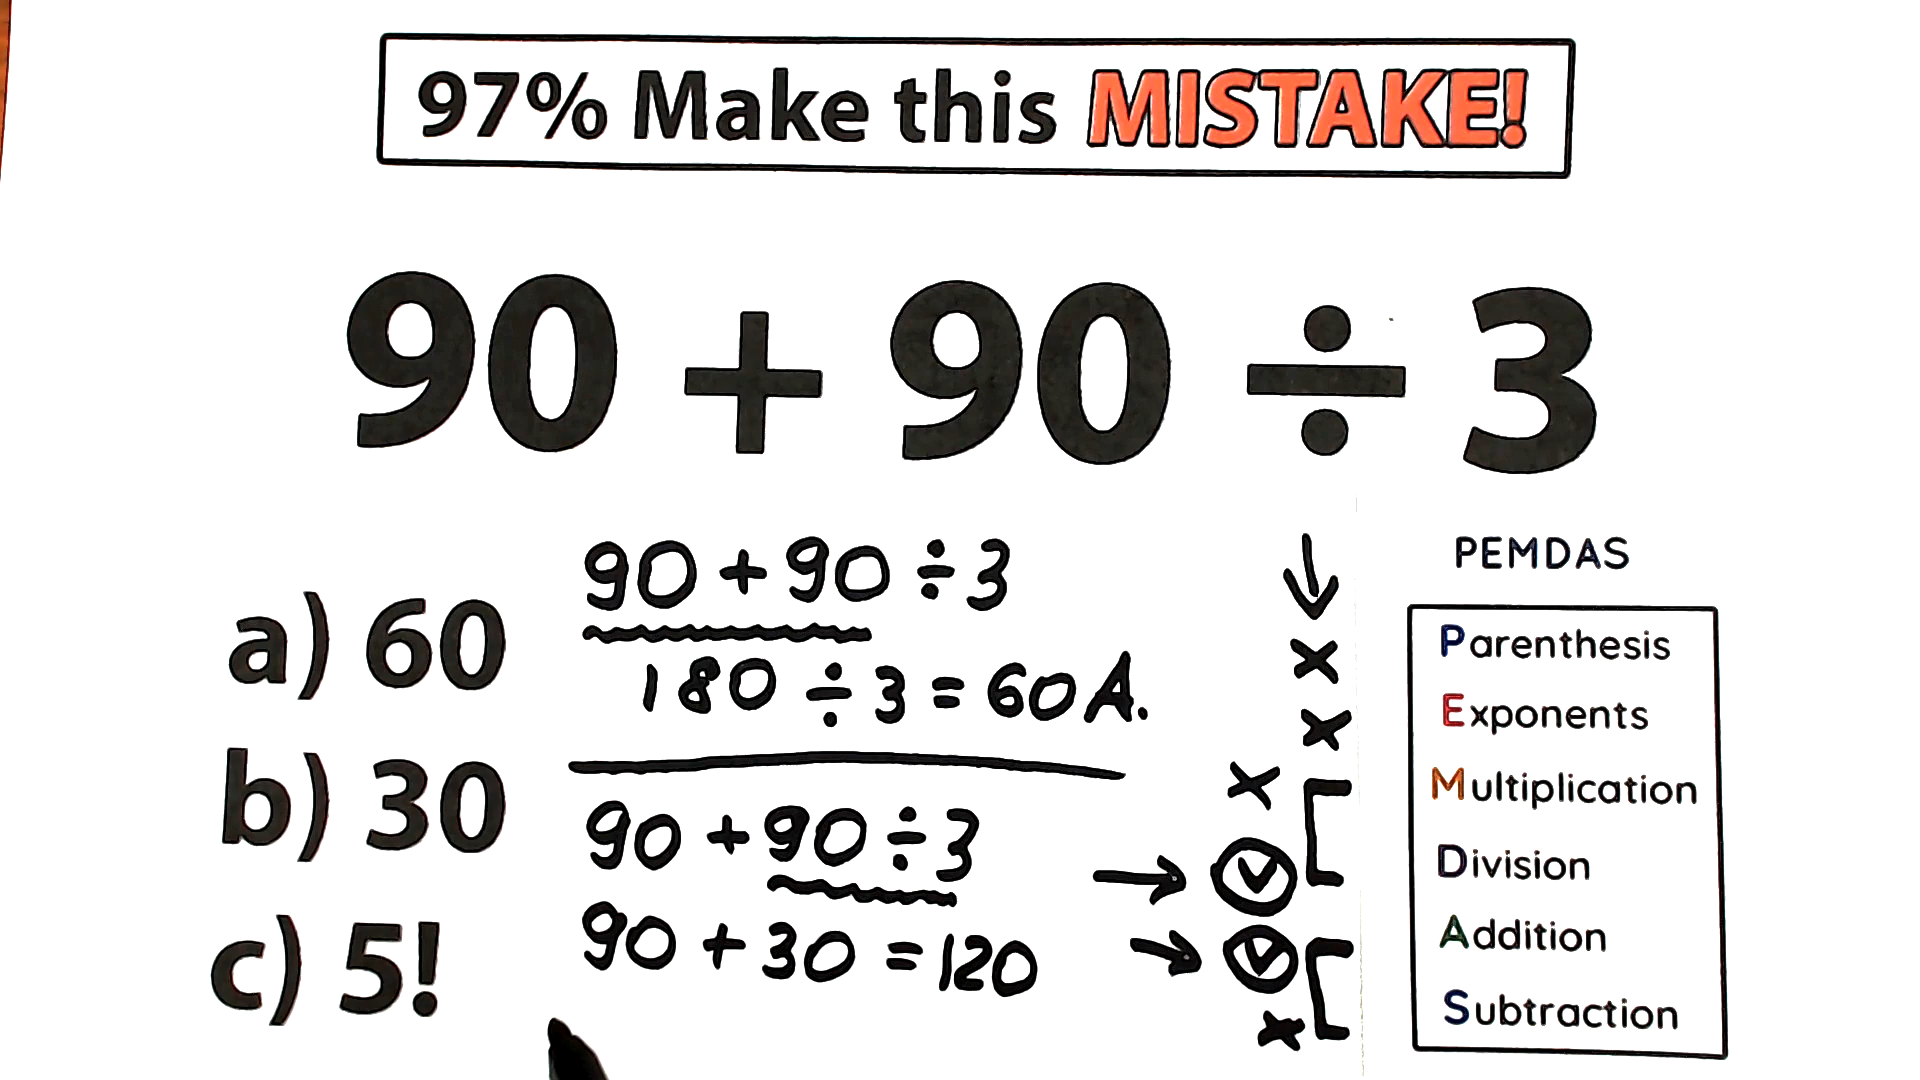 97% Make this MISTAKE!
90 + 90 ÷ 3
a) 60
b) 30
c) 5!
90 + 90 ÷ 3
180 ÷ 3 = 60 A.
90 + 90 ÷ 3
90 + 30 = 120
PEMDAS
Parenthesis
Exponents
Multiplication
Division
Addition
Subtraction